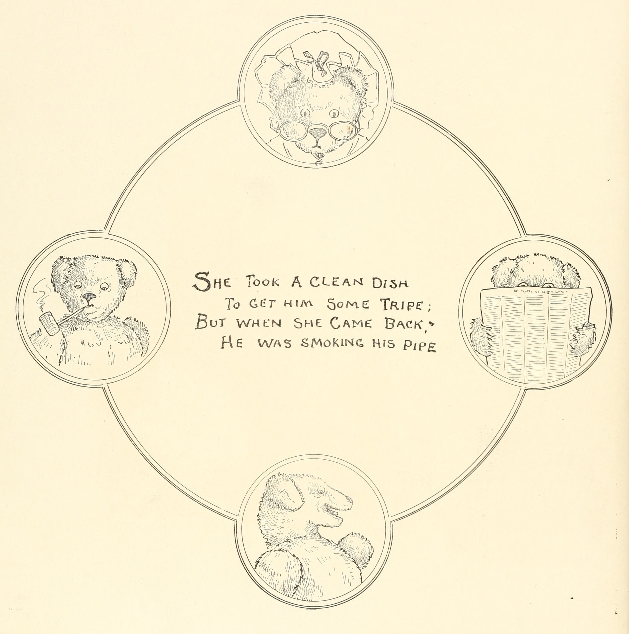 She Took A Clean Dish
To Get Him Some Tripe;
But When She Came Back,
He Was Smoking His Pipe